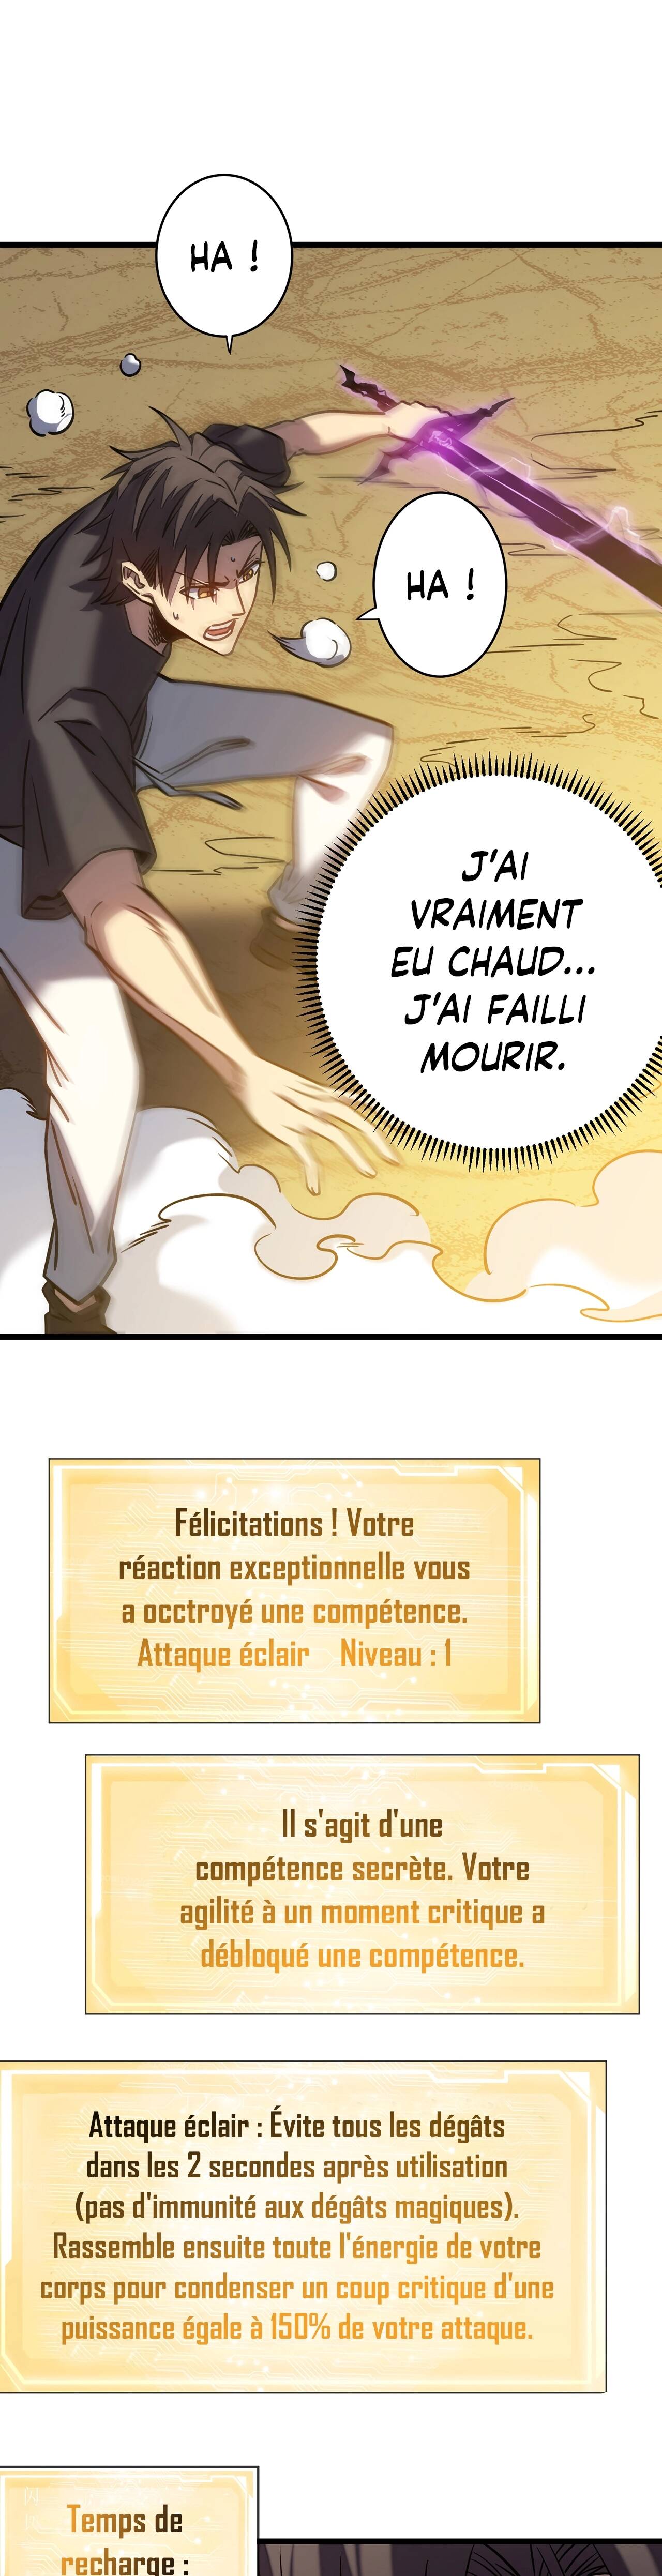 HA !
HA !
J'AI
VRAIMENT
EU CHAUD...
J'AI FAILLI
MOURIR.
Félicitations ! Votre
réaction exceptionnelle vous
a occtroyé une compétence.
Attaque éclair Niveau : 1
Il s'agit d'une
compétence secrète. Votre
agilité à un moment critique a
débloqué une compétence.
Attaque éclair : Évite tous les dégâts
dans les 2 secondes après utilisation
(pas d'immunité aux dégâts magiques).
Rassemble ensuite toute l'énergie de votre
corps pour condenser un coup critique d'une
puissance égale à 150% de votre attaque.
Temps de
recharge :